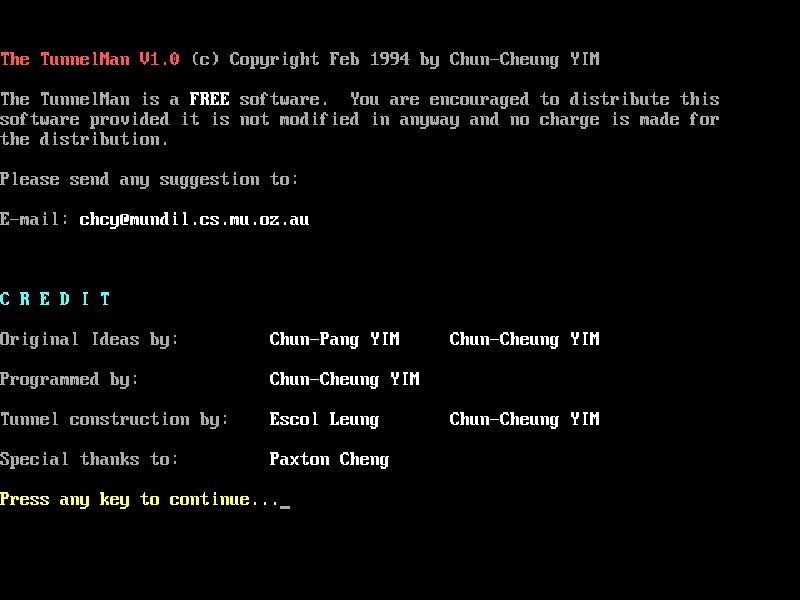 The TunnelMan V1.0 (c) Copyright Feb 1994 by Chun-Cheung YIM
The TunnelMan is a FREE software.  You are encouraged to distribute this
software provided it is not modified in anyway and no charge is made for
the distribution.
Please send any suggestion to:
E-mail: chcy@mundil.cs.mu.oz.au
C R E D I T
Original Ideas by:         Chun-Pang YIM     Chun-Cheung YIM
Programmed by:             Chun-Cheung YIM
Tunnel construction by:    Escol Leung       Chun-Cheung YIM
Special thanks to:         Paxton Cheng
Press any key to continue..._